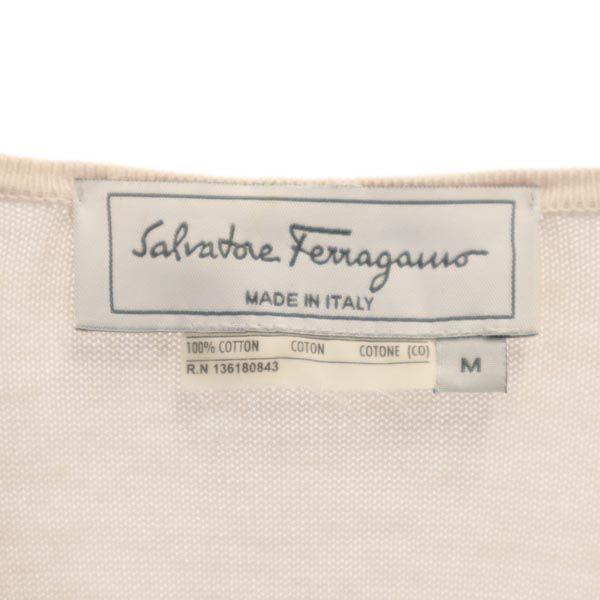 Salvatore Ferragamo
MADE IN ITALY
100% COTTON COTON COTONE (CO)
R.N 136180843
M